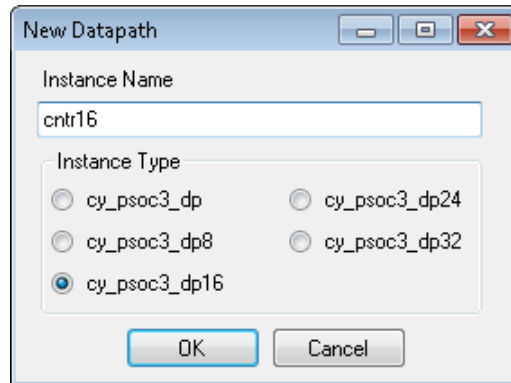 New Datapath
Instance Name
cntr16
Instance Type
cy_psoc3_dp
cy_psoc3_dp24
cy_psoc3_dp8
cy_psoc3_dp32
cy_psoc3_dp16
OK
Cancel